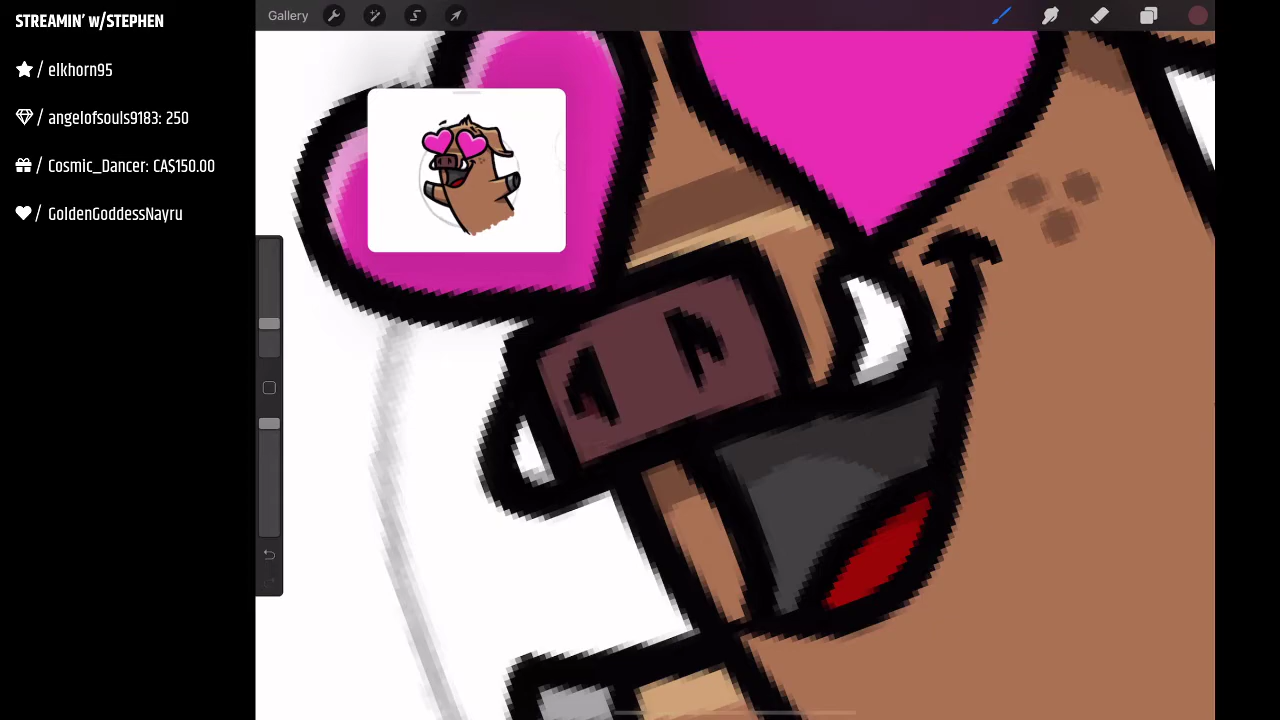 STREAMIN' w/STEPHEN
Gallery
/ elkhorn95
/ angelofsouls9183: 250
/ Cosmic_Dancer: CA$150.00
/ GoldenGoddessNayru